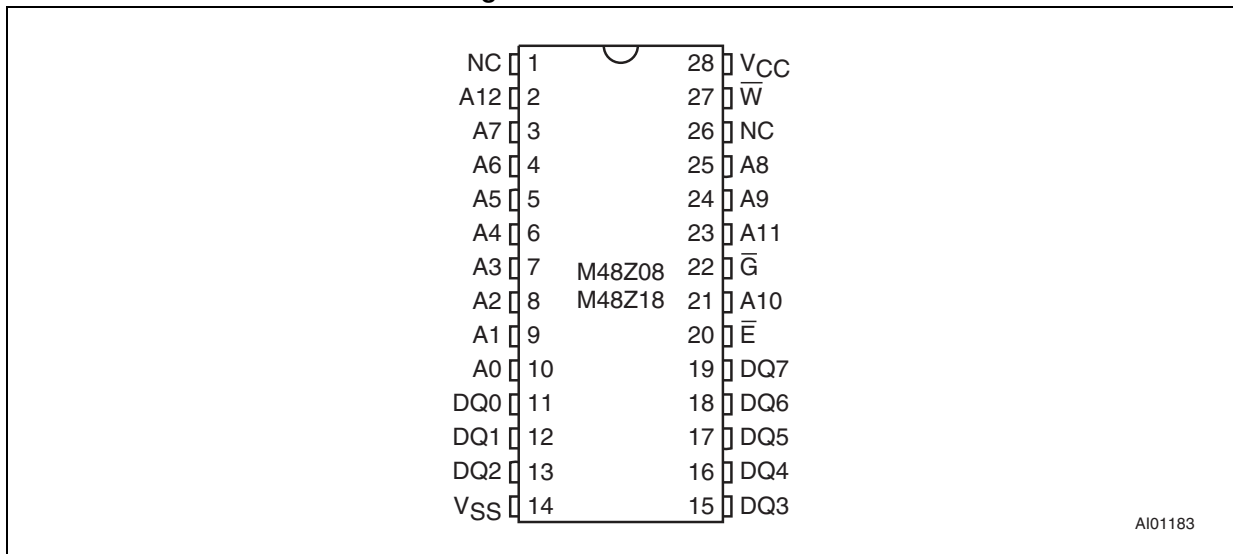 NC 1 28 VCC
A12 2 27 W̅
A7 3 26 NC
A6 4 25 A8
A5 5 24 A9
A4 6 23 A11
A3 7 M48Z08 22 G̅
A2 8 M48Z18 21 A10
A1 9 20 E̅
A0 10 19 DQ7
DQ0 11 18 DQ6
DQ1 12 17 DQ5
DQ2 13 16 DQ4
VSS 14 15 DQ3
AI01183